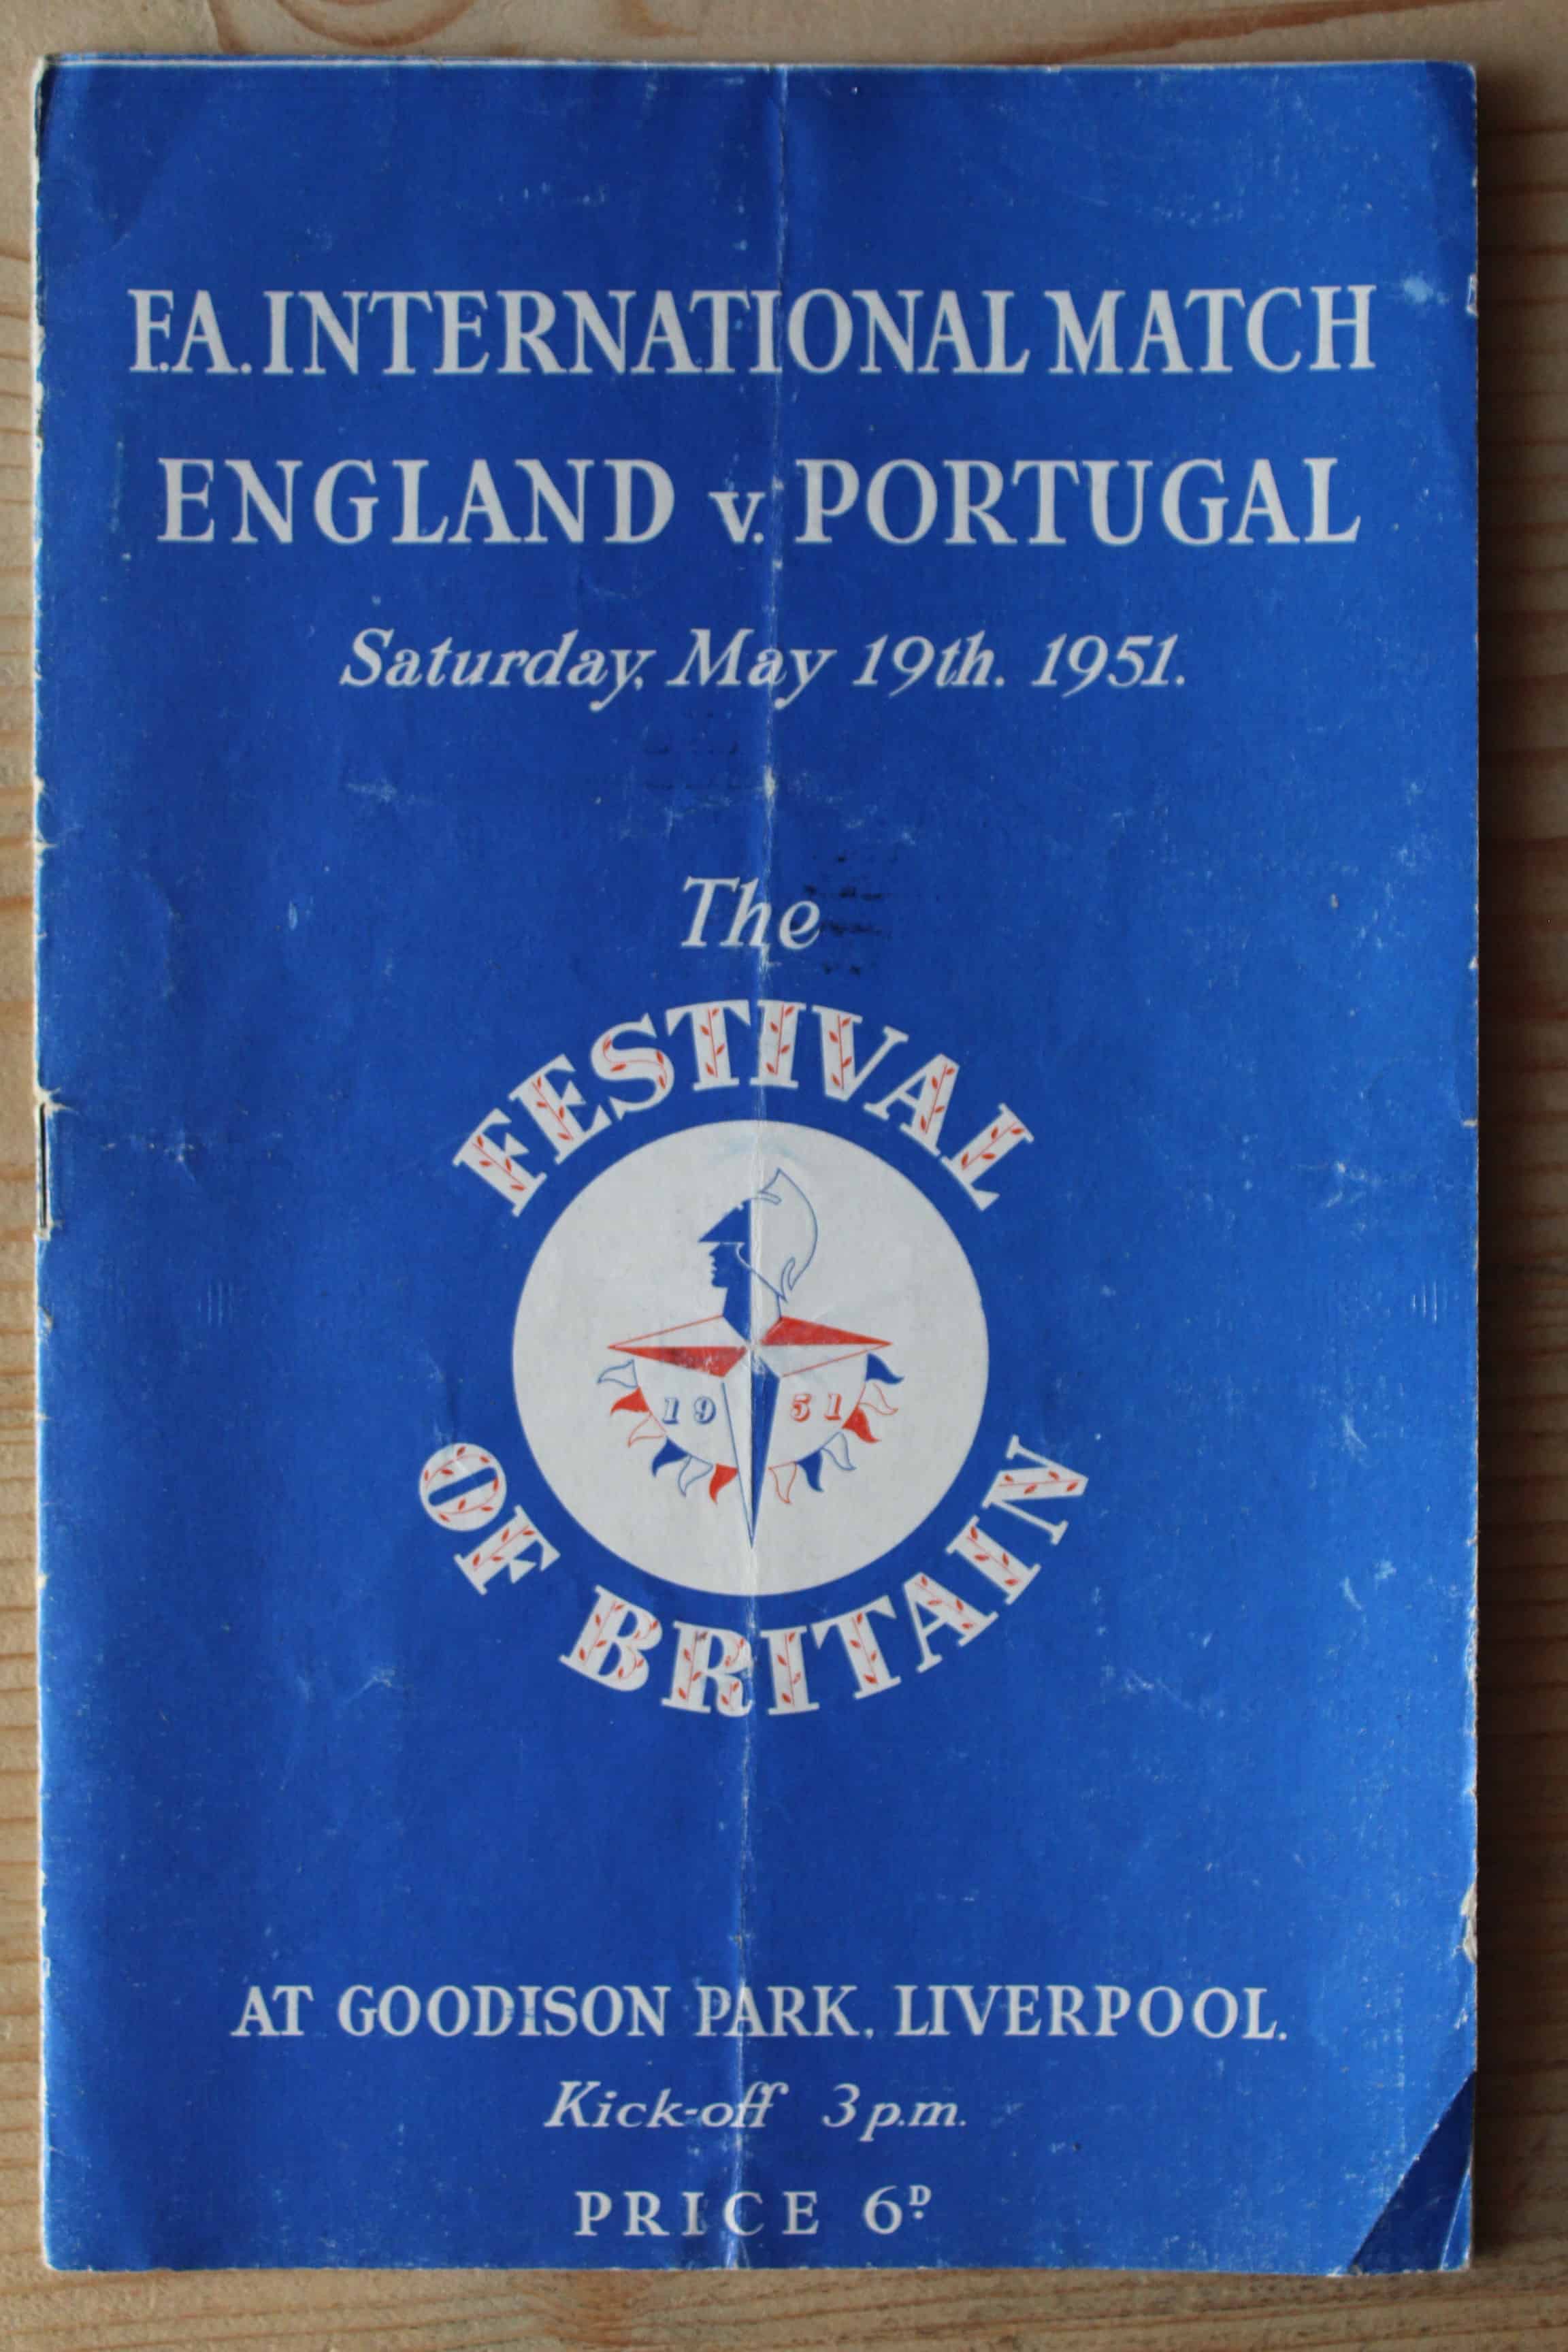 F.A. INTERNATIONAL MATCH
ENGLAND v. PORTUGAL
Saturday, May 19th. 1951.
The
FESTIVAL
19 51
OF BRITAIN
AT GOODISON PARK, LIVERPOOL.
Kick-off 3 p.m.
PRICE 6D.